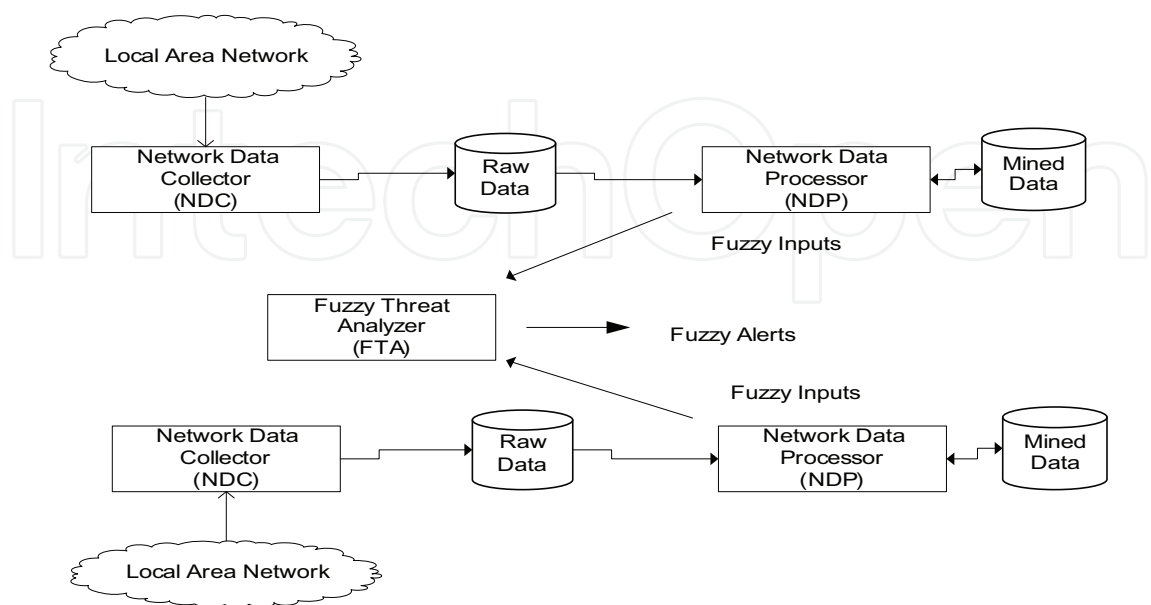 Local Area Network
Network Data
Collector
(NDC)
Raw
Data
Network Data
Processor
(NDP)
Mined
Data
IntechOpen
Fuzzy Inputs
Fuzzy Threat
Analyzer
(FTA)
Fuzzy Alerts
Fuzzy Inputs
Network Data
Collector
(NDC)
Raw
Data
Network Data
Processor
(NDP)
Mined
Data
Local Area Network